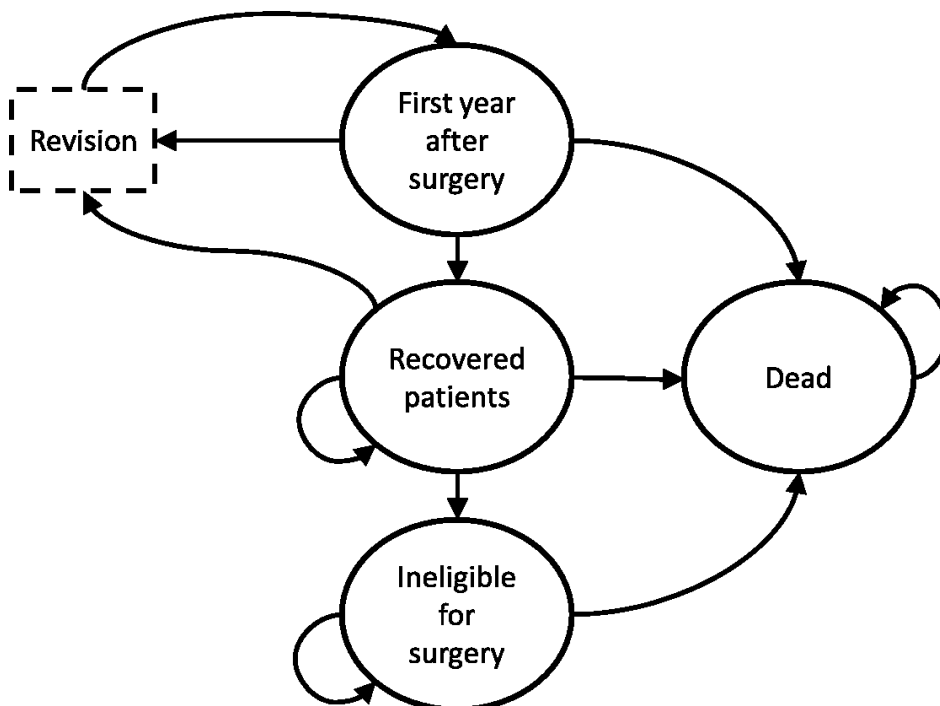 First year
after
surgery
Revision
Recovered
patients
Dead
Ineligible
for
surgery